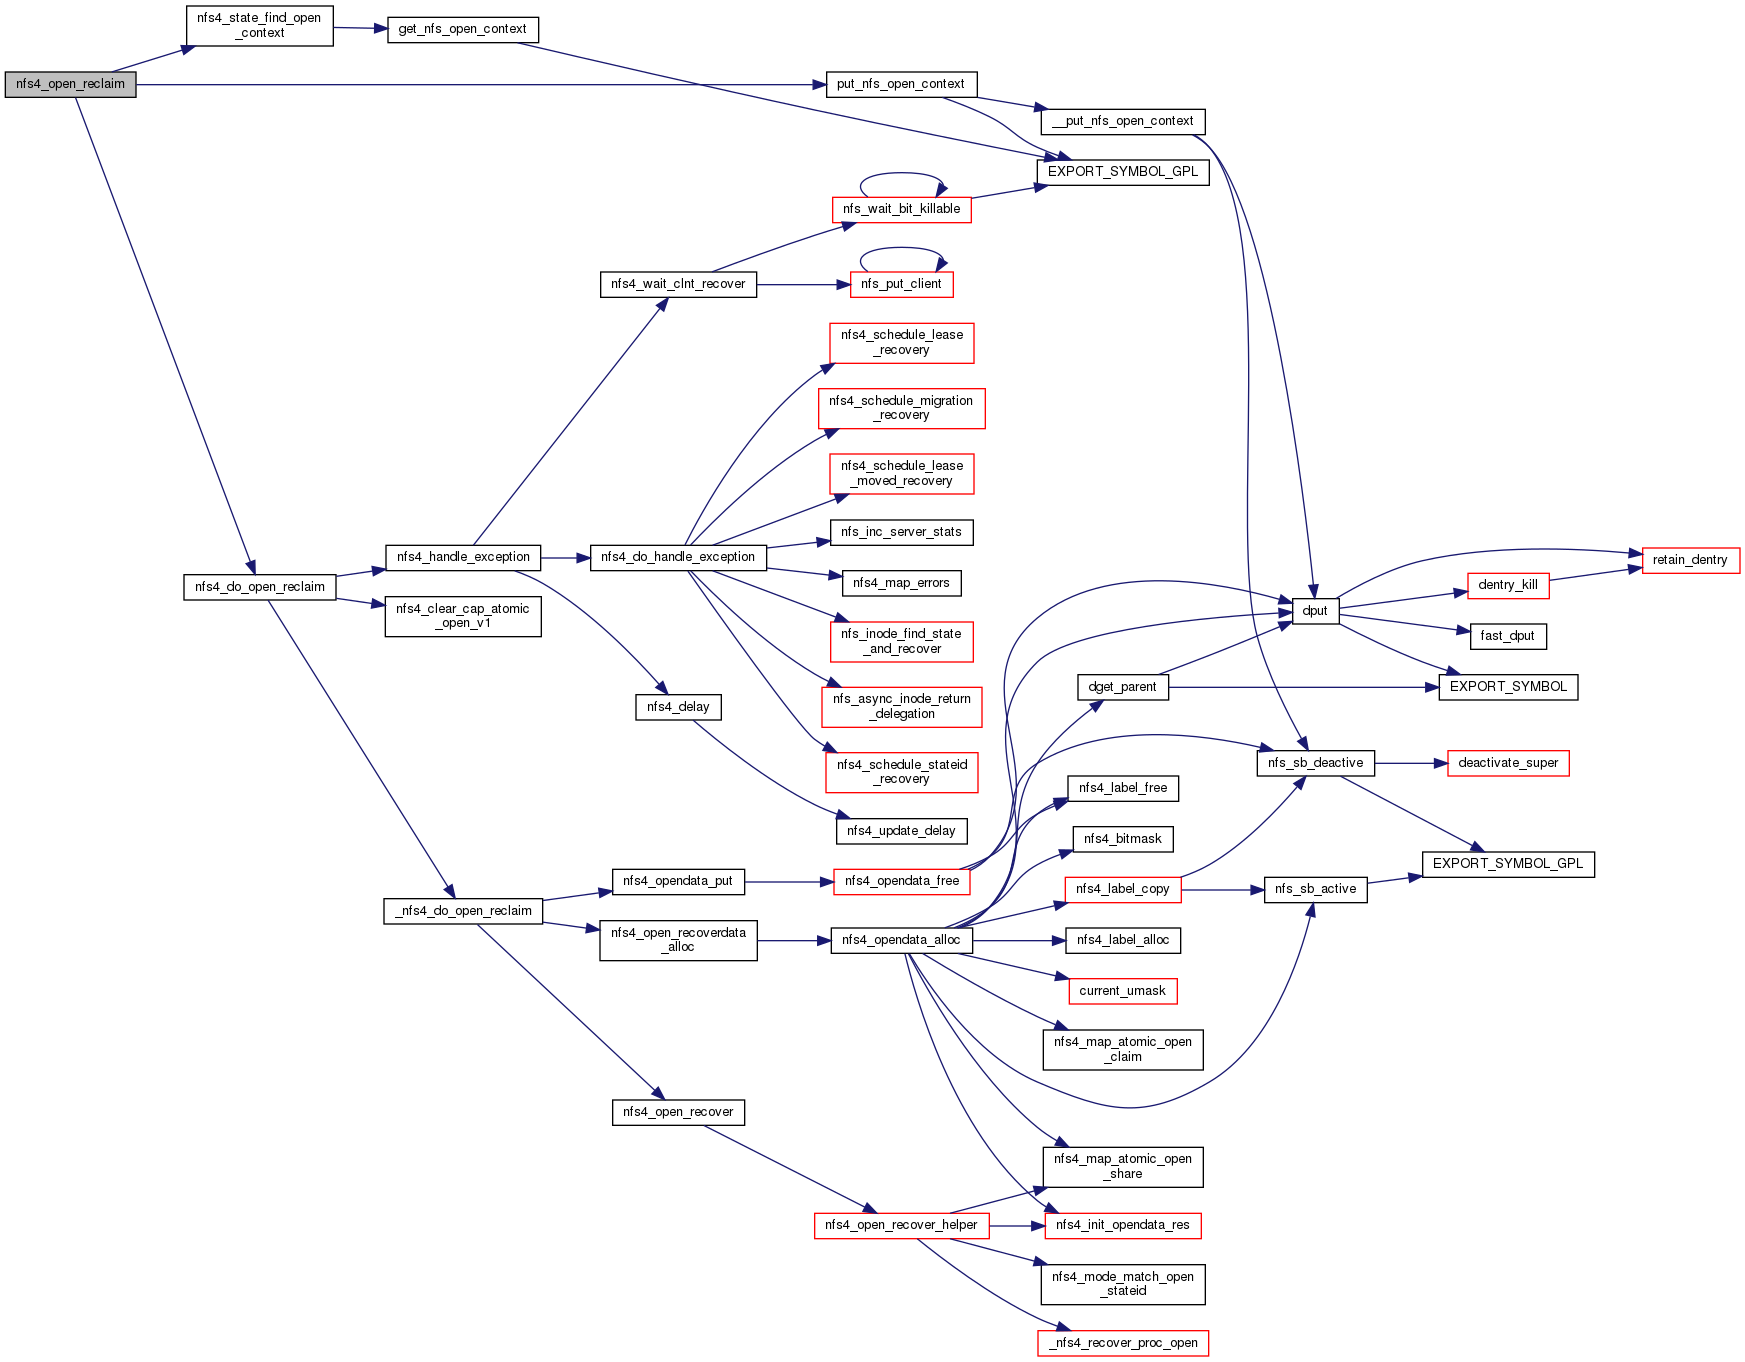 nfs4_open_reclaim
nfs4_state_find_open
_context
get_nfs_open_context
put_nfs_open_context
__put_nfs_open_context
EXPORT_SYMBOL_GPL
nfs_wait_bit_killable
nfs4_wait_clnt_recover
nfs_put_client
nfs4_schedule_lease
_recovery
nfs4_schedule_migration
_recovery
nfs4_schedule_lease
_moved_recovery
nfs_inc_server_stats
nfs4_handle_exception
nfs4_do_handle_exception
nfs4_map_errors
nfs4_do_open_reclaim
nfs4_clear_cap_atomic
_open_v1
nfs_inode_find_state
_and_recover
nfs_async_inode_return
_delegation
nfs4_delay
nfs4_schedule_stateid
_recovery
nfs4_update_delay
retain_dentry
dentry_kill
dput
fast_dput
dget_parent
EXPORT_SYMBOL
nfs_sb_deactive
deactivate_super
nfs4_label_free
nfs4_bitmask
EXPORT_SYMBOL_GPL
nfs4_opendata_put
nfs4_opendata_free
nfs4_label_copy
nfs_sb_active
_nfs4_do_open_reclaim
nfs4_open_recoverdata
_alloc
nfs4_opendata_alloc
nfs4_label_alloc
current_umask
nfs4_map_atomic_open
_claim
nfs4_open_recover
nfs4_map_atomic_open
_share
nfs4_open_recover_helper
nfs4_init_opendata_res
nfs4_mode_match_open
_stateid
_nfs4_recover_proc_open